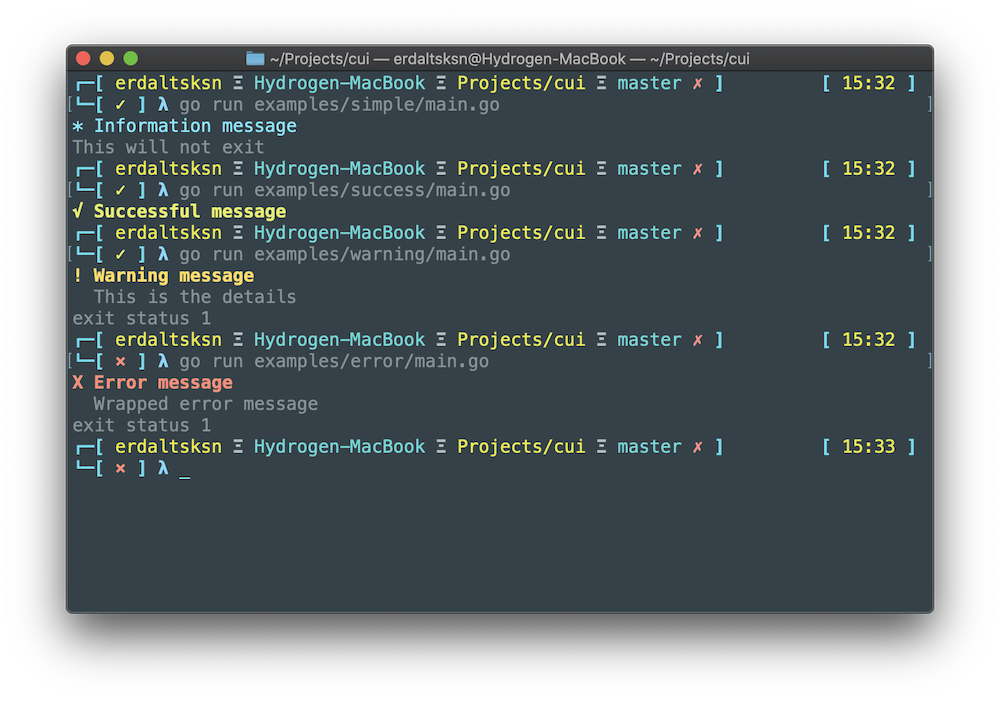 ~/Projects/cui — erdaltsksn@Hydrogen-MacBook — ~/Projects/cui
┌─[ erdaltsksn Ξ Hydrogen-MacBook Ξ Projects/cui Ξ master ✗ ] [ 15:32 ]
└─[ ✓ ] λ go run examples/simple/main.go
* Information message
This will not exit
┌─[ erdaltsksn Ξ Hydrogen-MacBook Ξ Projects/cui Ξ master ✗ ] [ 15:32 ]
└─[ ✓ ] λ go run examples/success/main.go
√ Successful message
┌─[ erdaltsksn Ξ Hydrogen-MacBook Ξ Projects/cui Ξ master ✗ ] [ 15:32 ]
└─[ ✓ ] λ go run examples/warning/main.go
! Warning message
  This is the details
exit status 1
┌─[ erdaltsksn Ξ Hydrogen-MacBook Ξ Projects/cui Ξ master ✗ ] [ 15:32 ]
└─[ × ] λ go run examples/error/main.go
X Error message
  Wrapped error message
exit status 1
┌─[ erdaltsksn Ξ Hydrogen-MacBook Ξ Projects/cui Ξ master ✗ ] [ 15:33 ]
└─[ × ] λ _